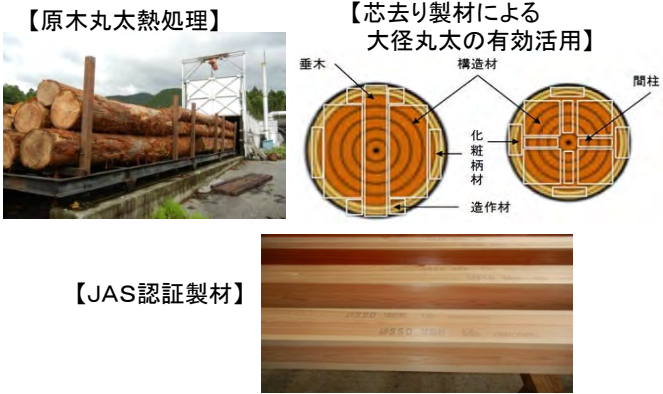 【原木丸太熱処理】
【芯去り製材による
大径丸太の有効活用】
垂木
構造材
間柱
化粧柄材
造作材
【JAS認証製材】